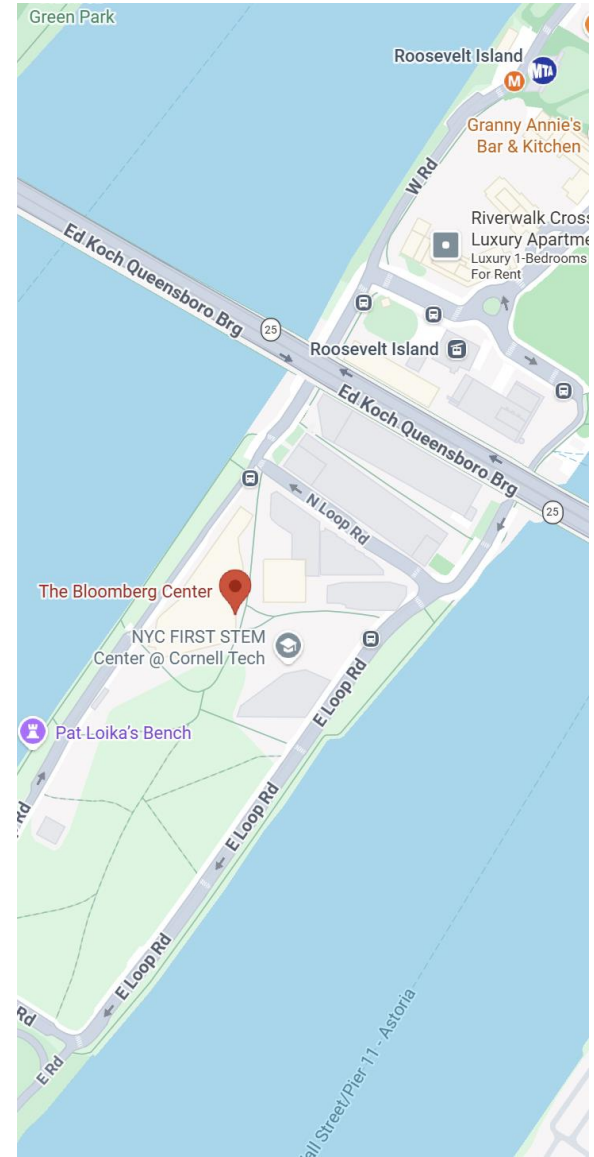 Green Park
Roosevelt Island
M
MTA
Granny Annie's
Bar & Kitchen
W Rd
Riverwalk Cross
Luxury Apartme
Luxury 1-Bedrooms
For Rent
Ed Koch Queensboro Brg
25
Roosevelt Island
Ed Koch Queensboro Brg
25
N Loop Rd
The Bloomberg Center
NYC FIRST STEM
Center @ Cornell Tech
E Loop Rd
Pat Loika's Bench
Rd
E Loop Rd
E Loop Rd
Rd
E Rd
all Street/Pier 11 - Astoria